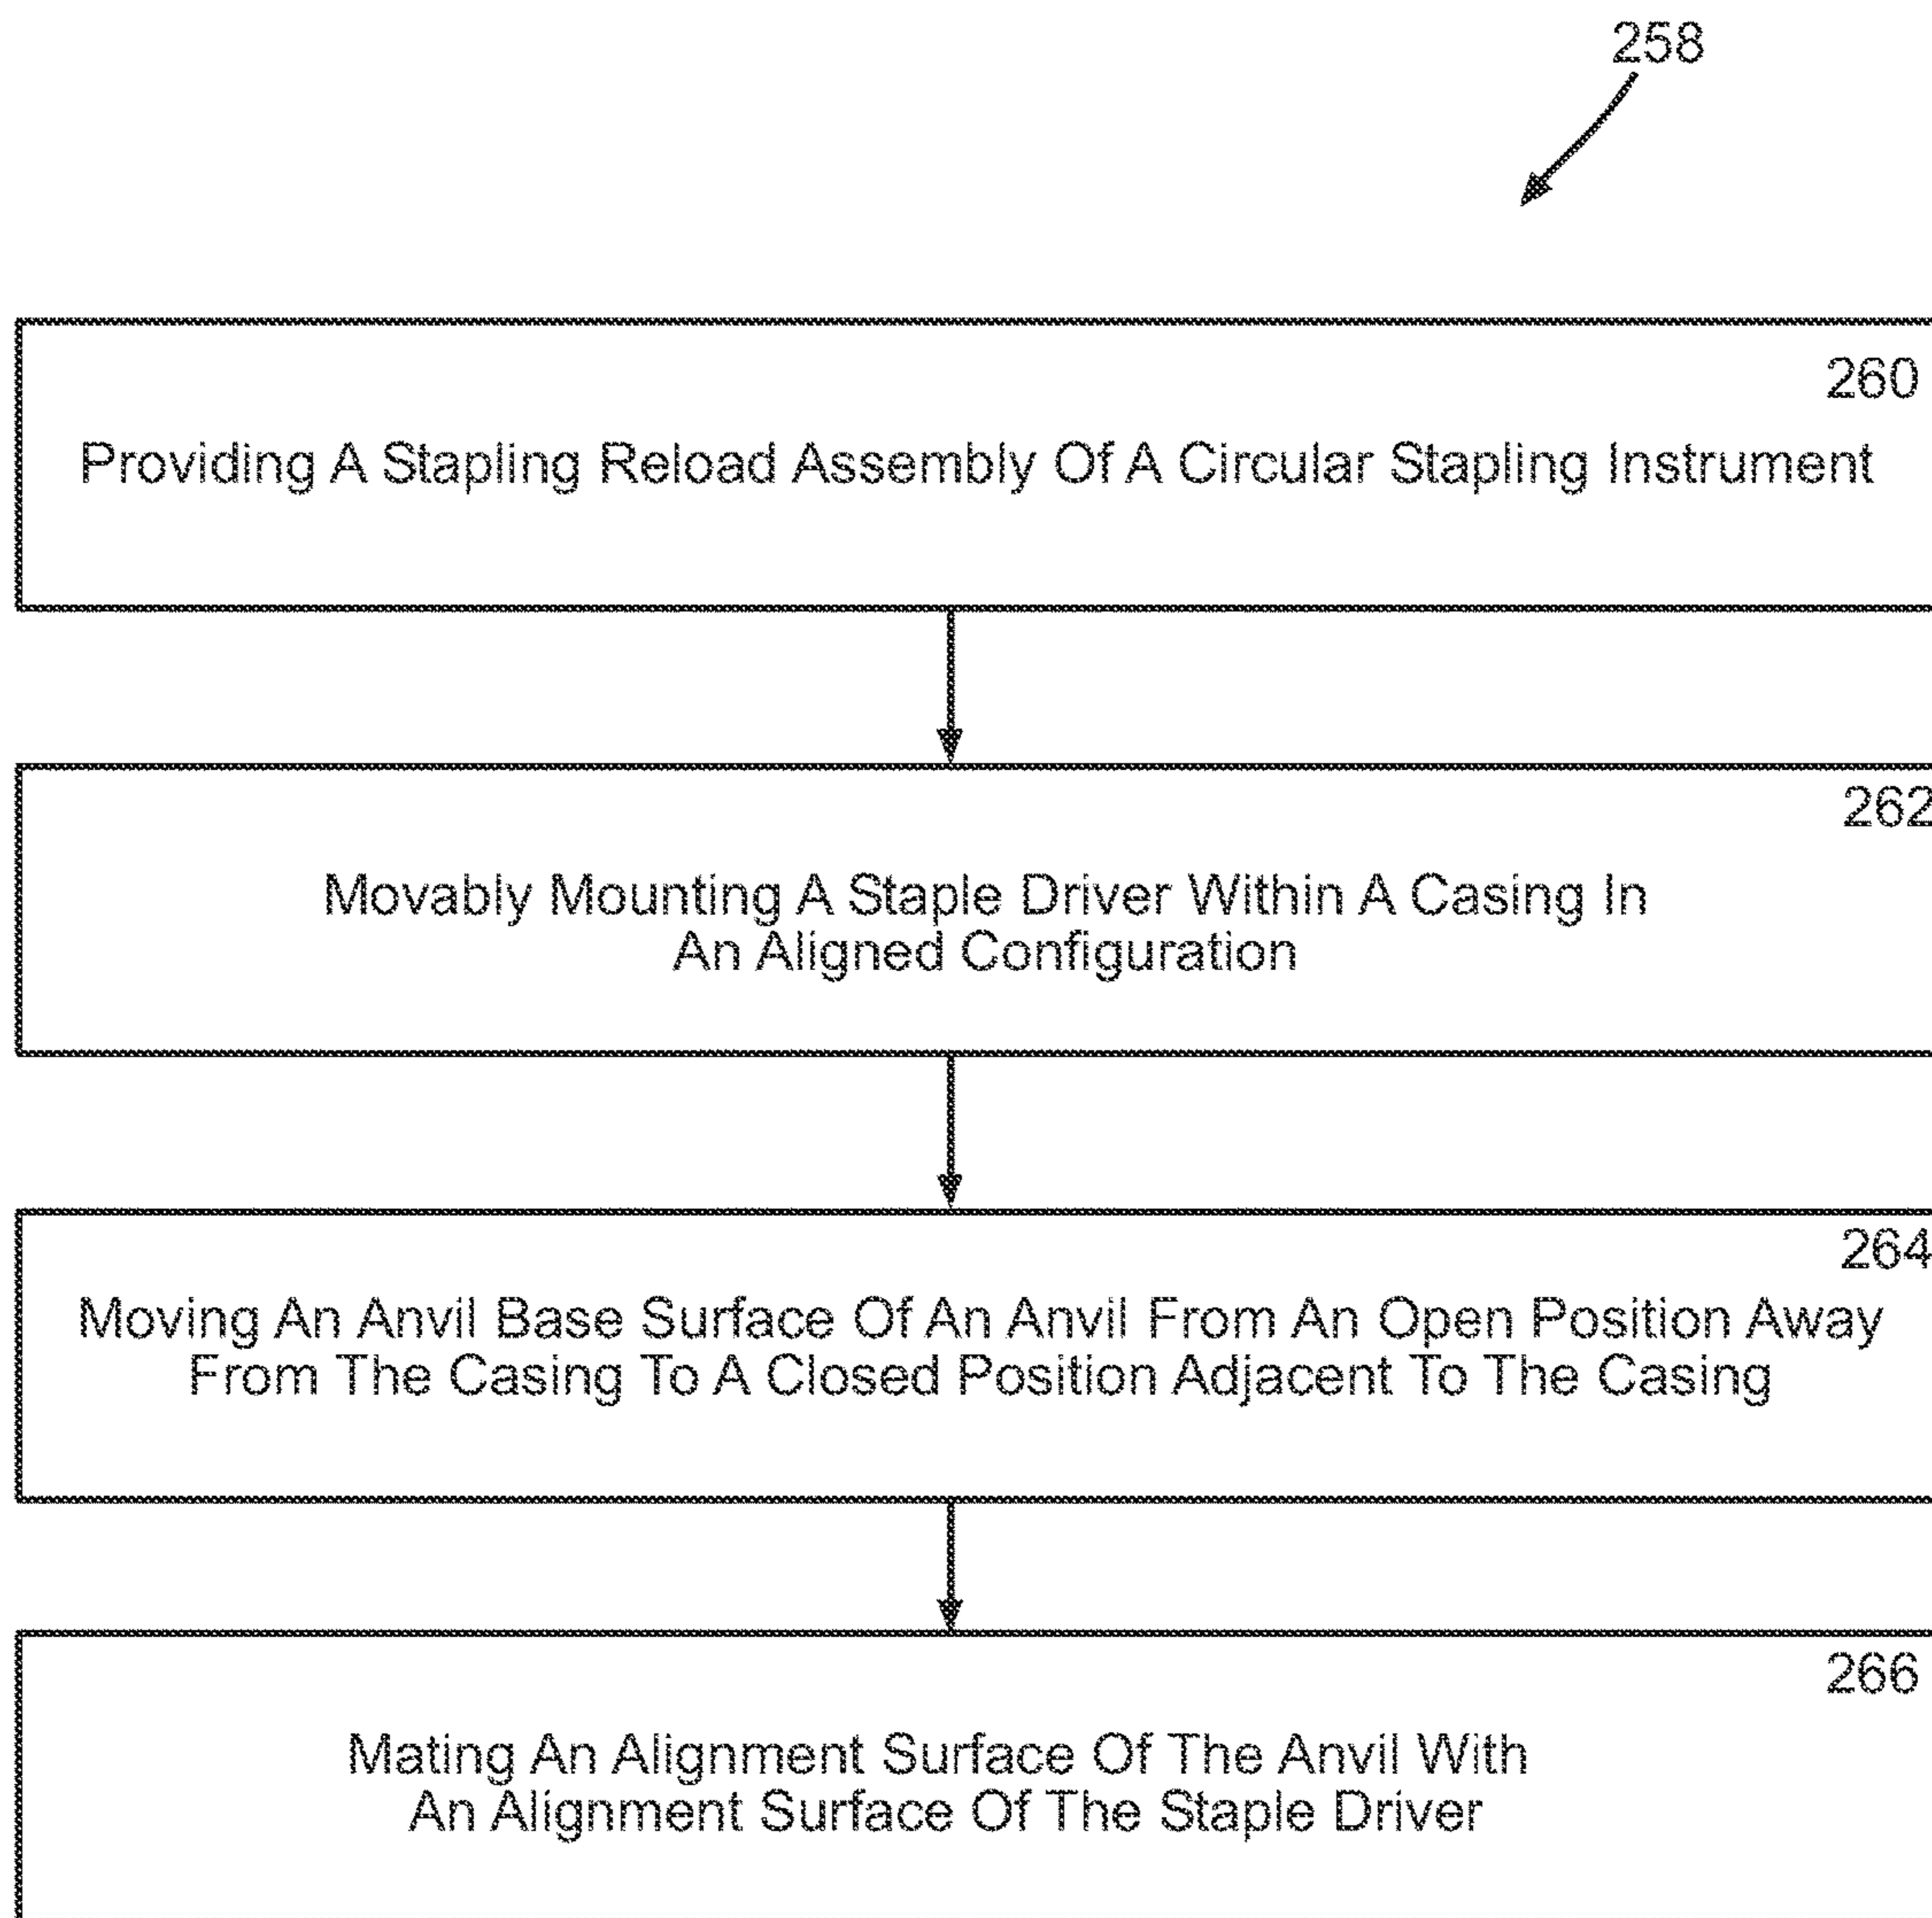 258
260
Providing A Stapling Reload Assembly Of A Circular Stapling Instrument
262
Movably Mounting A Staple Driver Within A Casing In
An Aligned Configuration
264
Moving An Anvil Base Surface Of An Anvil From An Open Position Away
From The Casing To A Closed Position Adjacent To The Casing
266
Mating An Alignment Surface Of The Anvil With
An Alignment Surface Of The Staple Driver